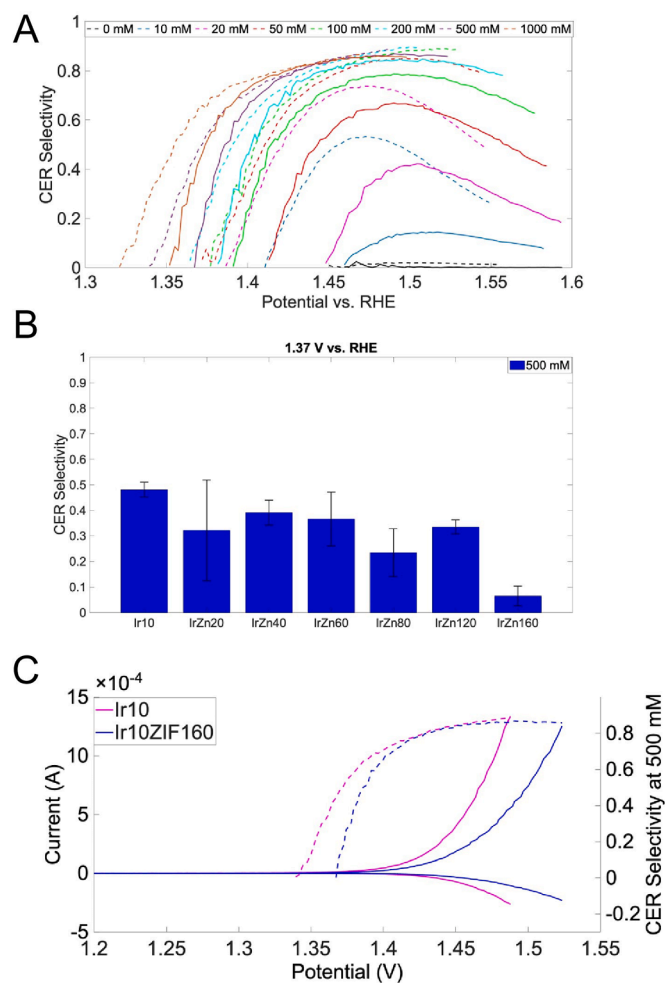 A
0 mM 10 mM 20 mM 50 mM 100 mM 200 mM 500 mM 1000 mM
1
0.8
0.6
0.4
0.2
0
CER Selectivity
1.3 1.35 1.4 1.45 1.5 1.55 1.6
Potential vs. RHE
B
1.37 V vs. RHE
500 mM
1
0.9
0.8
0.7
0.6
0.5
0.4
0.3
0.2
0.1
0
CER Selectivity
Ir10 IrZn20 IrZn40 IrZn60 IrZn80 IrZn120 IrZn160
C
×10⁻⁴
Ir10
Ir10ZIF160
15
10
5
0
-5
Current (A)
0.8
0.6
0.4
0.2
0
-0.2
CER Selectivity at 500 mM
1.2 1.25 1.3 1.35 1.4 1.45 1.5 1.55
Potential (V)